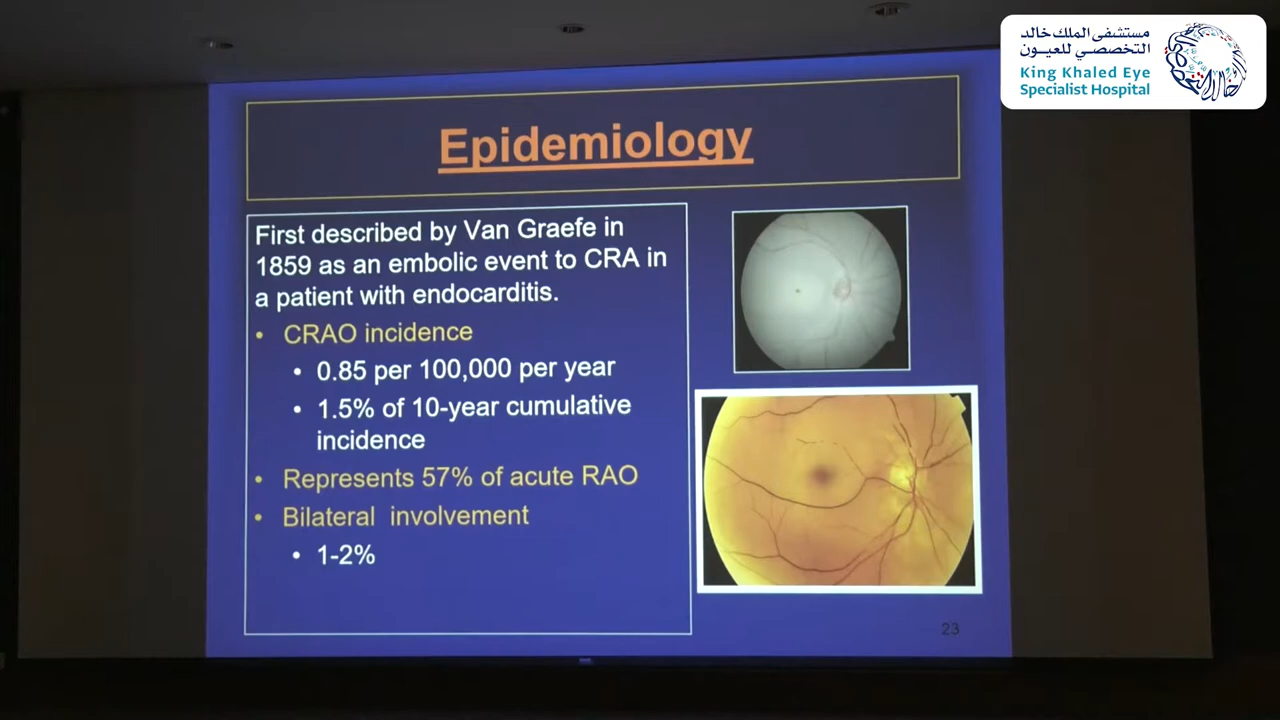 مستشفى الملك خالد
التخصصي للعيون
King Khaled Eye
Specialist Hospital
Epidemiology
First described by Van Graefe in
1859 as an embolic event to CRA in
a patient with endocarditis.
• CRAO incidence
• 0.85 per 100,000 per year
• 1.5% of 10-year cumulative
incidence
• Represents 57% of acute RAO
• Bilateral involvement
• 1-2%
23